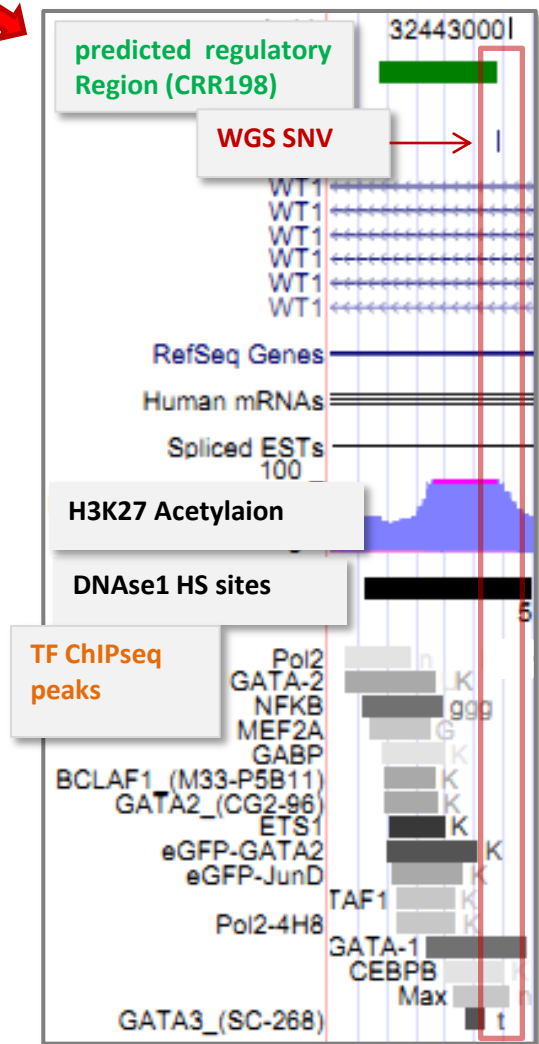 32443000|
predicted regulatory
Region (CRR198)
WGS SNV
WT1
WT1
WT1
WT1
WT1
WT1
RefSeq Genes
Human mRNAs
Spliced ESTs
100
H3K27 Acetylaion
DNAse1 HS sites
5
TF ChIPseq
peaks
Pol2 n
GATA-2 K
NFKB ggg
MEF2A G
GABP K
BCLAF1_(M33-P5B11) K
GATA2_(CG2-96) K
ETS1 K
eGFP-GATA2 K
eGFP-JunD K
TAF1 K
Pol2-4H8 K
GATA-1
CEBPB K
Max n
GATA3_(SC-268) t